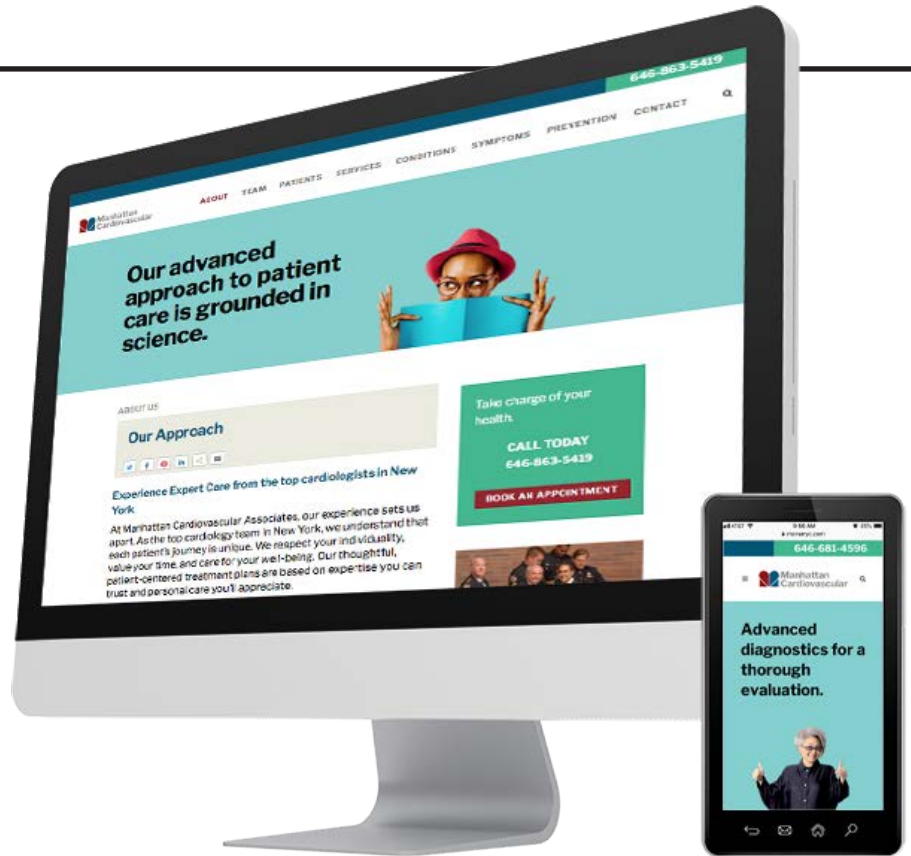 646-863-5419
Manhattan
Cardiovascular
ABOUT TEAM PATIENTS SERVICES CONDITIONS SYMPTOMS PREVENTION CONTACT
Our advanced
approach to patient
care is grounded in
science.
ABOUT US
Our Approach
Experience Expert Care from the top cardiologists in New
York
At Manhattan Cardiovascular Associates, our experience sets us
apart. As the top cardiology team in New York, we understand that
each patient's journey is unique. We respect your individuality,
value your time, and care for your well-being. Our thoughtful,
patient-centered treatment plans are based on expertise you can
trust and personal care you'll appreciate.
Take charge of your
health.
CALL TODAY
646-863-5419
BOOK AN APPOINTMENT
AT&T
646-681-4596
Manhattan
Cardiovascular
Advanced
diagnostics for a
thorough
evaluation.